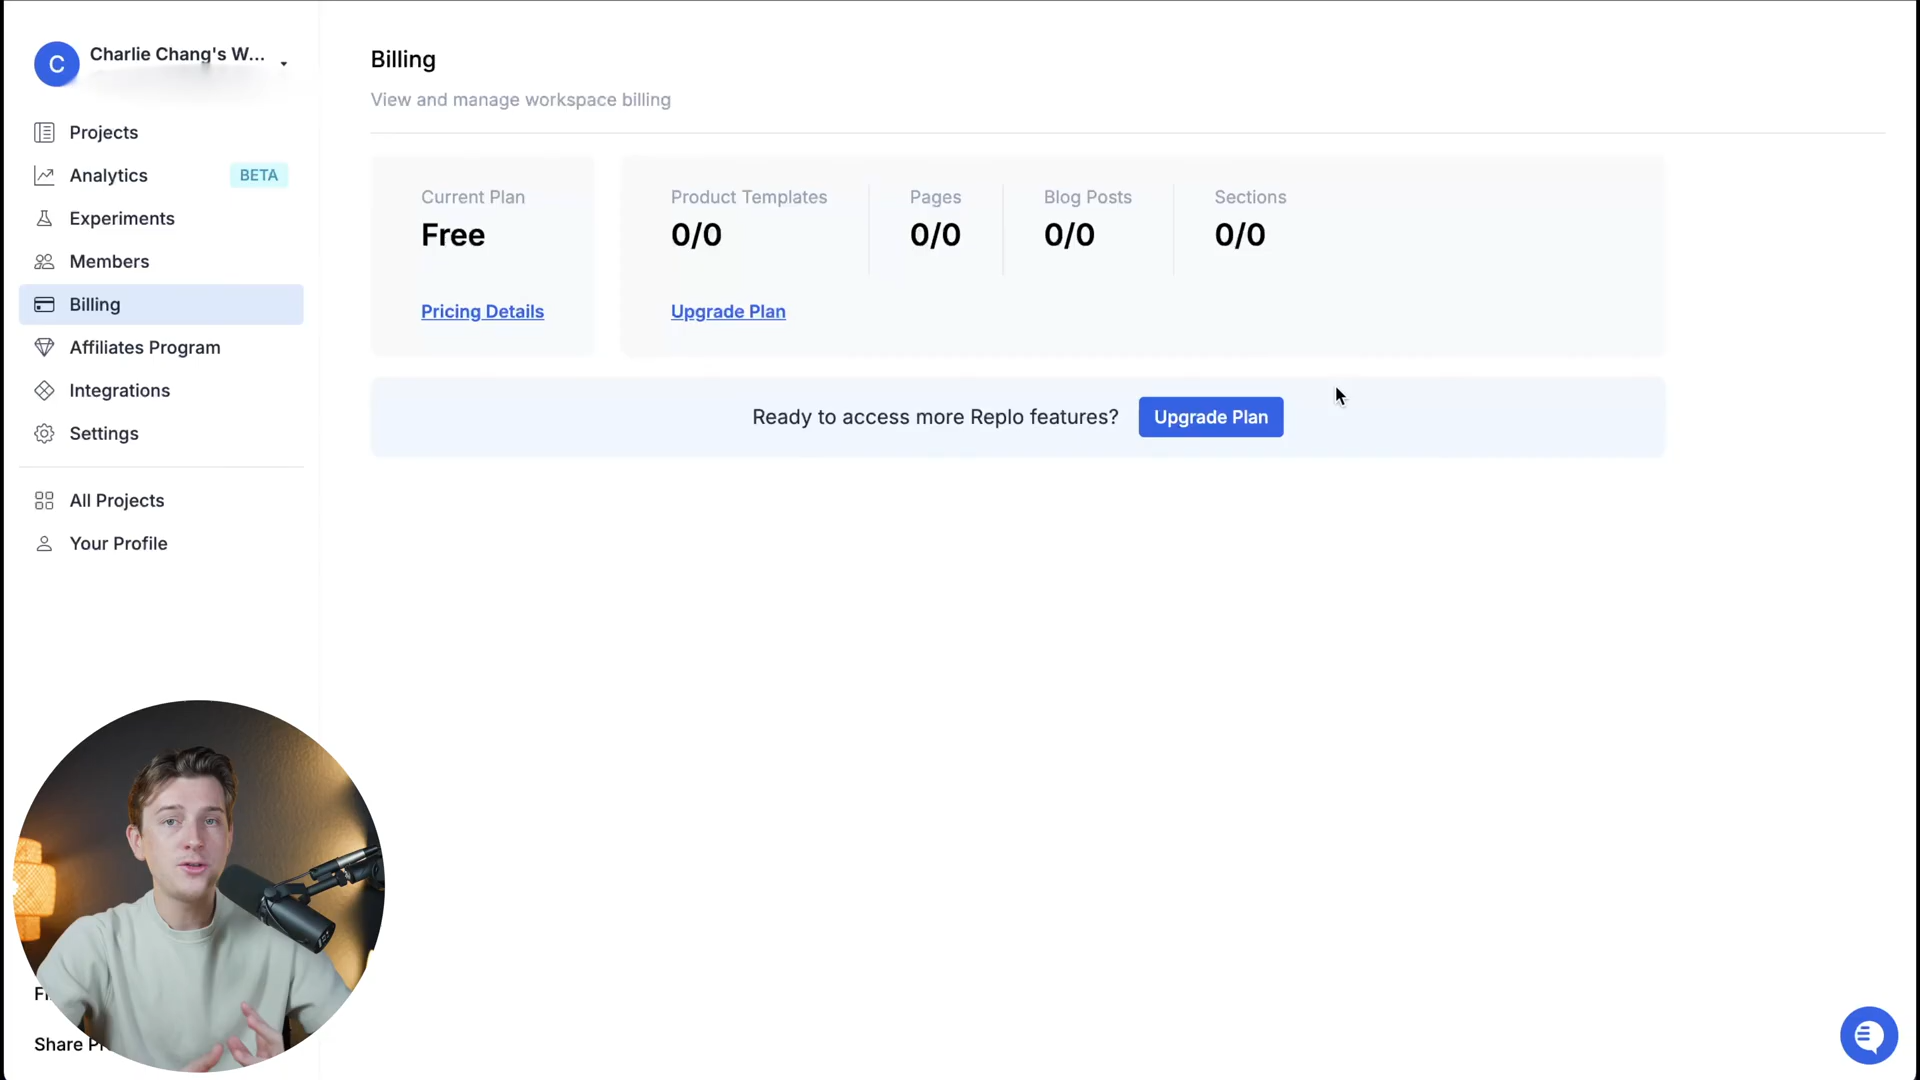 C
Charlie Chang's W...
Projects
Analytics
BETA
Experiments
Members
Billing
Affiliates Program
Integrations
Settings
All Projects
Your Profile
Share
Billing
View and manage workspace billing
Current Plan
Free
Pricing Details
Product Templates
0/0
Pages
0/0
Blog Posts
0/0
Sections
0/0
Upgrade Plan
Ready to access more Replo features?
Upgrade Plan